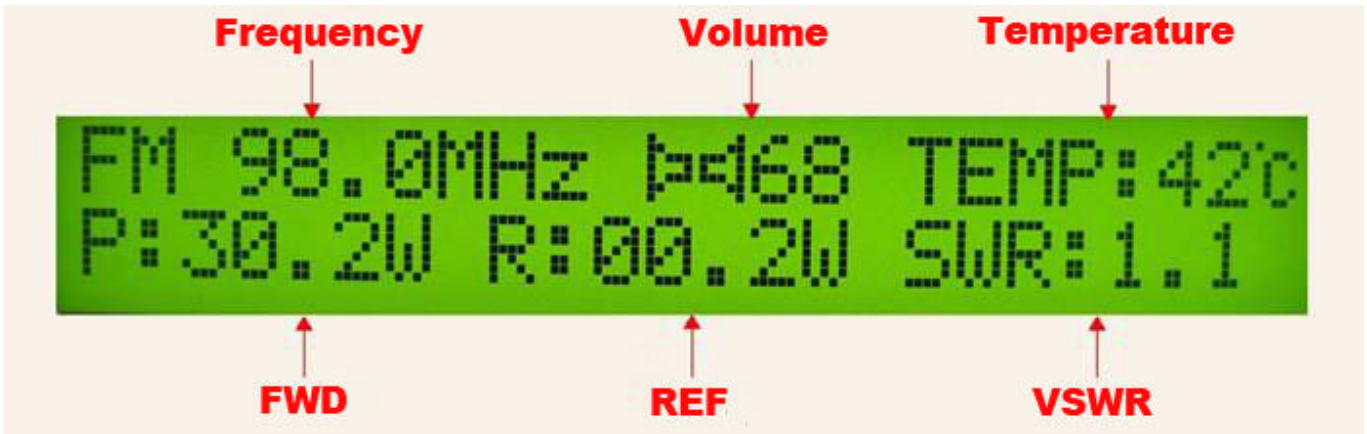 Frequency Volume Temperature
FM 98.0MHz 68 TEMP:42℃
P:30.2W R:00.2W SWR:1.1
FWD REF VSWR